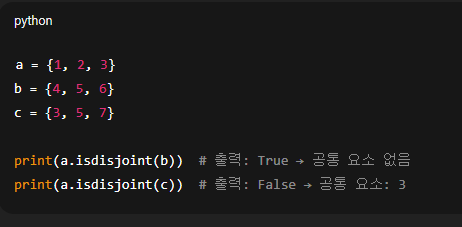 python
a = {1, 2, 3}
b = {4, 5, 6}
c = {3, 5, 7}
print(a.isdisjoint(b))  # 출력: True → 공통 요소 없음
print(a.isdisjoint(c))  # 출력: False → 공통 요소: 3